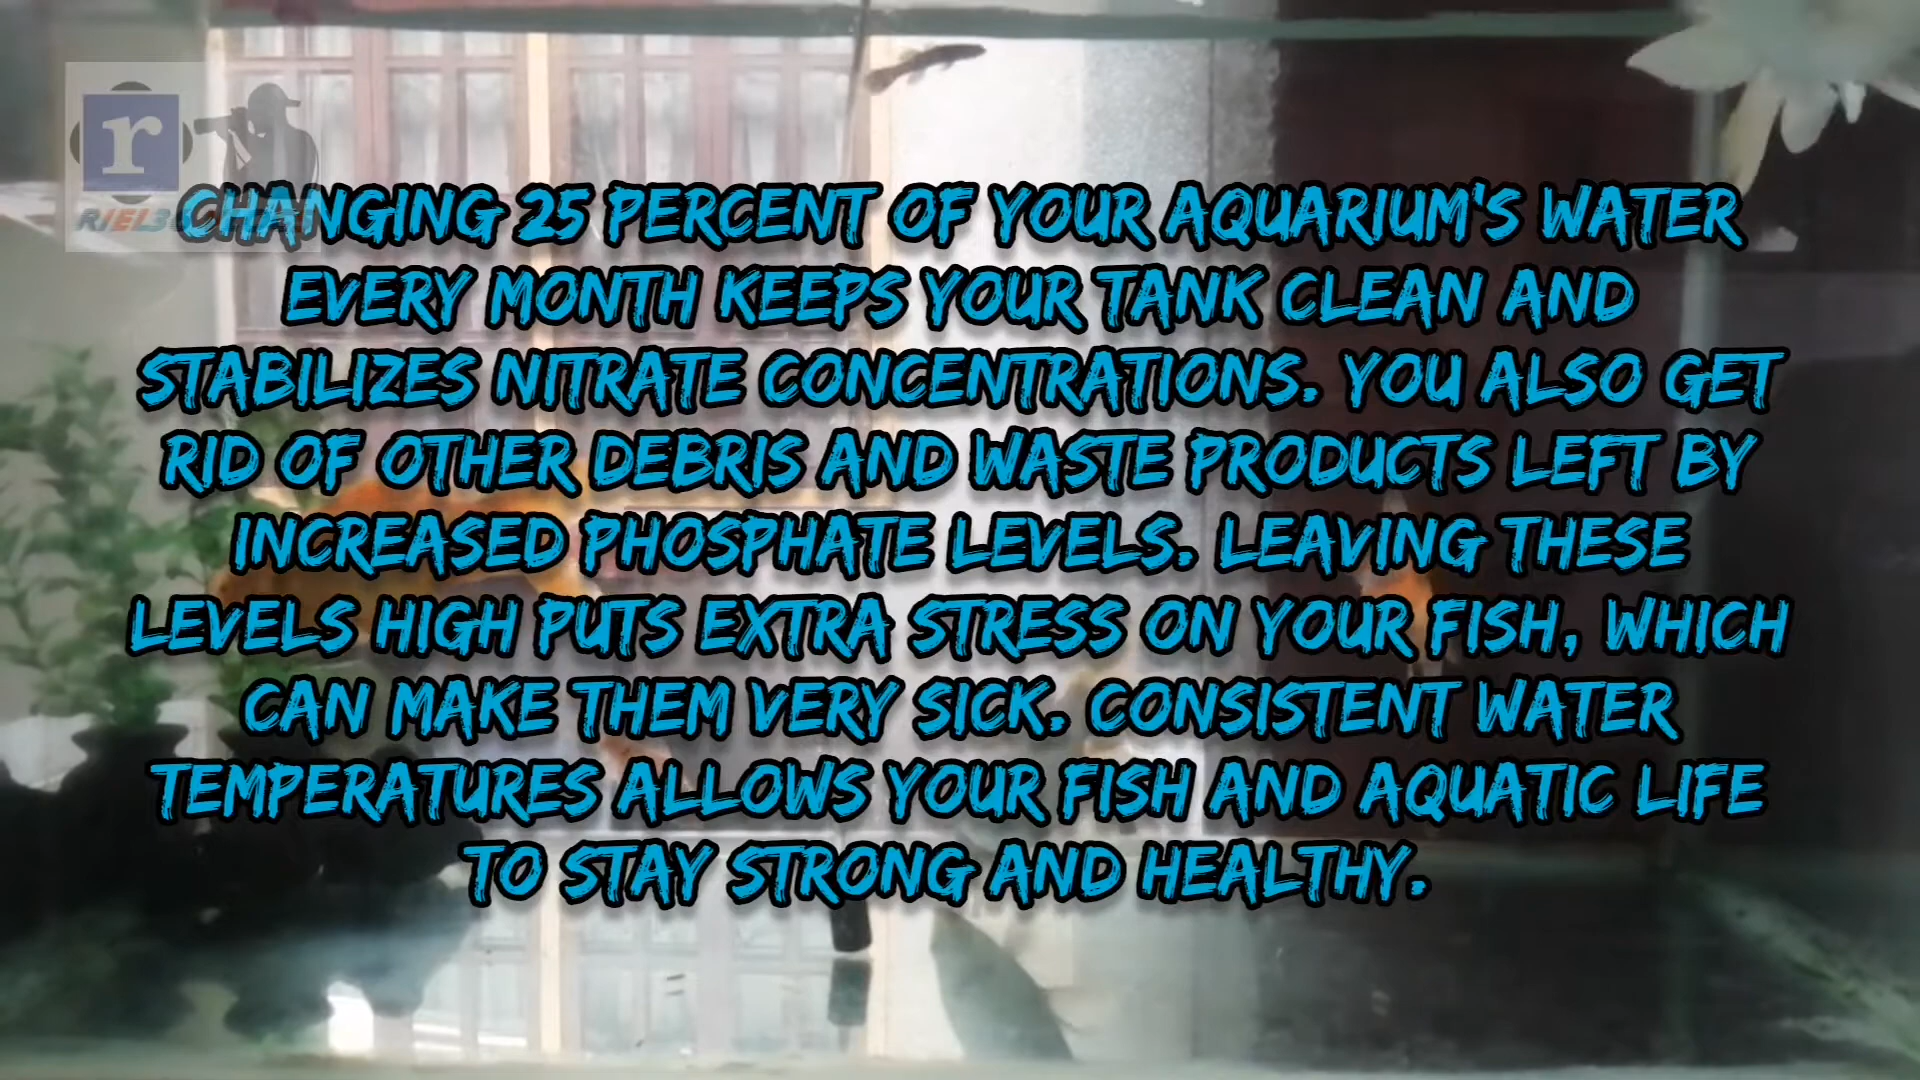 r
CHANGING 25 PERCENT OF YOUR AQUARIUM'S WATER
EVERY MONTH KEEPS YOUR TANK CLEAN AND
STABILIZES NITRATE CONCENTRATIONS. YOU ALSO GET
RID OF OTHER DEBRIS AND WASTE PRODUCTS LEFT BY
INCREASED PHOSPHATE LEVELS. LEAVING THESE
LEVELS HIGH PUTS EXTRA STRESS ON YOUR FISH, WHICH
CAN MAKE THEM VERY SICK. CONSISTENT WATER
TEMPERATURES ALLOWS YOUR FISH AND AQUATIC LIFE
TO STAY STRONG AND HEALTHY.